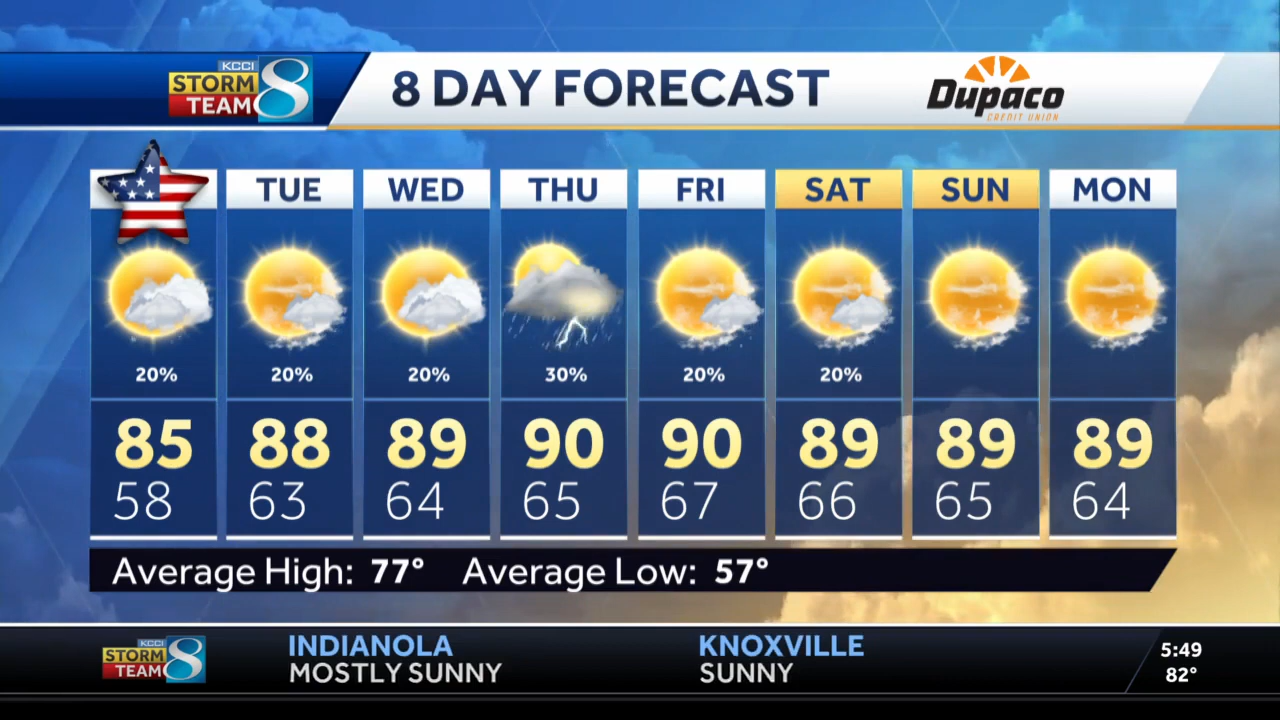 KCCI
STORM
TEAM 8
8 DAY FORECAST
Dupaco
CREDIT UNION
TUE WED THU FRI SAT SUN MON
20% 20% 20% 30% 20% 20%
85 88 89 90 90 89 89 89
58 63 64 65 67 66 65 64
Average High: 77° Average Low: 57°
KCCI
STORM
TEAM 8
INDIANOLA
MOSTLY SUNNY
KNOXVILLE
SUNNY
5:49
82°